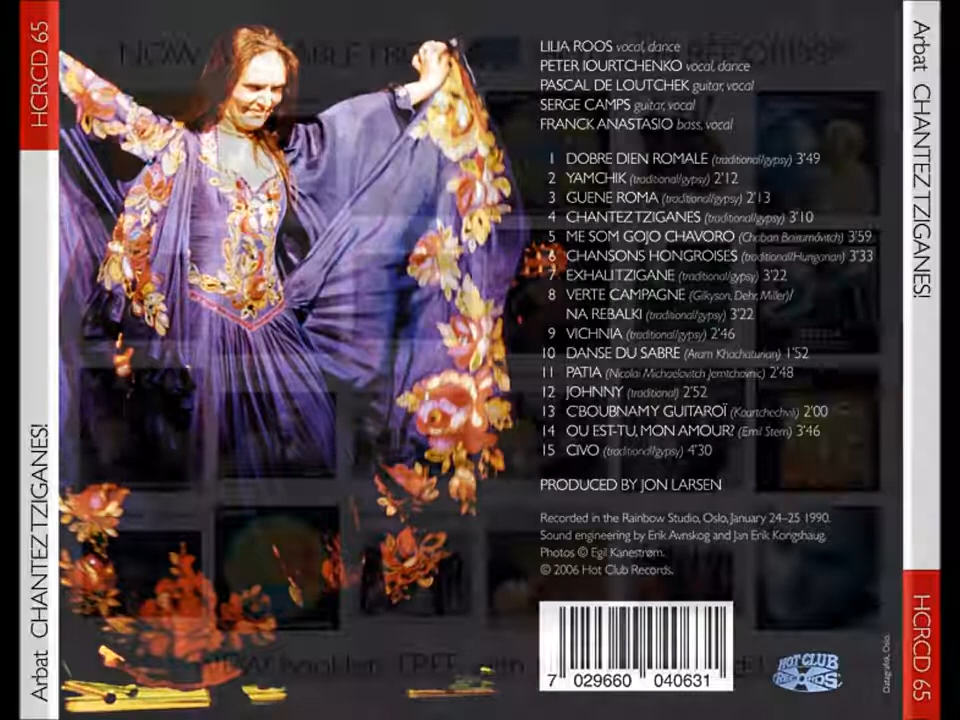 HCRCD 65
Arbat CHANTEZ TZIGANES!
LILIA ROOS vocal, dance
PETER IOURTCHENKO vocal, dance
PASCAL DE LOUTCHEK guitar, vocal
SERGE CAMPS guitar, vocal
FRANCK ANASTASIO bass, vocal
1 DOBRE DIEN ROMALE (traditional/gypsy) 3'49
2 YAMCHIK (traditional/gypsy) 2'12
3 GUENE ROMA (traditional/gypsy) 2'13
4 CHANTEZ TZIGANES (traditional/gypsy) 3'10
5 ME SOM GOJO CHAVORO 3'59
6 CHANSONS HONGROISES (traditional/Hungarian) 3'33
7 EXHALI TZIGANE (traditional/gypsy) 3'22
8 VERTE CAMPAGNE (Gilkyson, Dehr, Miller)/
NA REBALKI (traditional/gypsy) 3'22
9 VICHNIA (traditional/gypsy) 2'46
10 DANSE DU SABRE (Aram Khachaturian) 1'52
11 PATIA (Nicolai Michaelovitch 2'48
12 JOHNNY (traditional) 2'52
13 C'BOUBNAMY GUITAROÏ 2'00
14 OU EST-TU, MON AMOUR? (Emil Stern) 3'46
15 CIVO (traditional/gypsy) 4'30
PRODUCED BY JON LARSEN
Recorded in the Rainbow Studio, Oslo, January 24–25 1990.
Sound engineering by Erik Avnskog and Jan Erik Kongshaug.
Photos © Egil Kanestrøm.
© 2006 Hot Club Records.
7 029660 040631
HOT CLUB
RECORDS
Datagrafia, Oslo.
Arbat CHANTEZ TZIGANES!
HCRCD 65